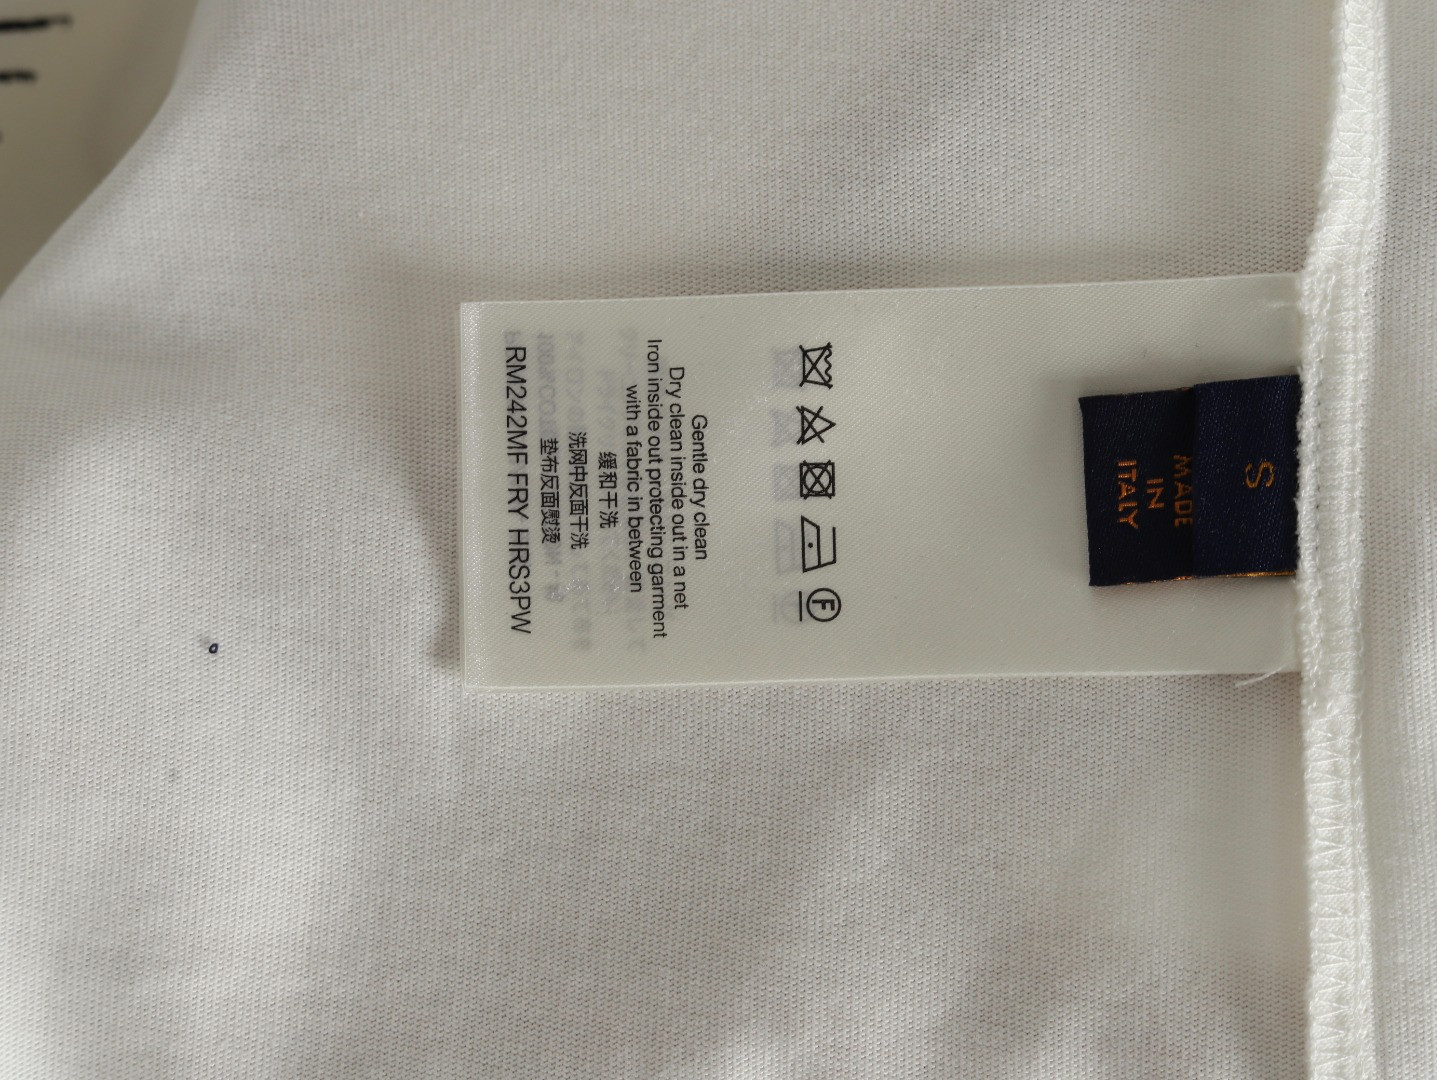 S
MADE
IN
ITALY
Gentle dry clean
Dry clean inside out in a net
Iron inside out protecting garment
with a fabric in between
缓和干洗
洗网中反面干洗
垫布反面熨烫
RM242MF FRY HRS3PW
F